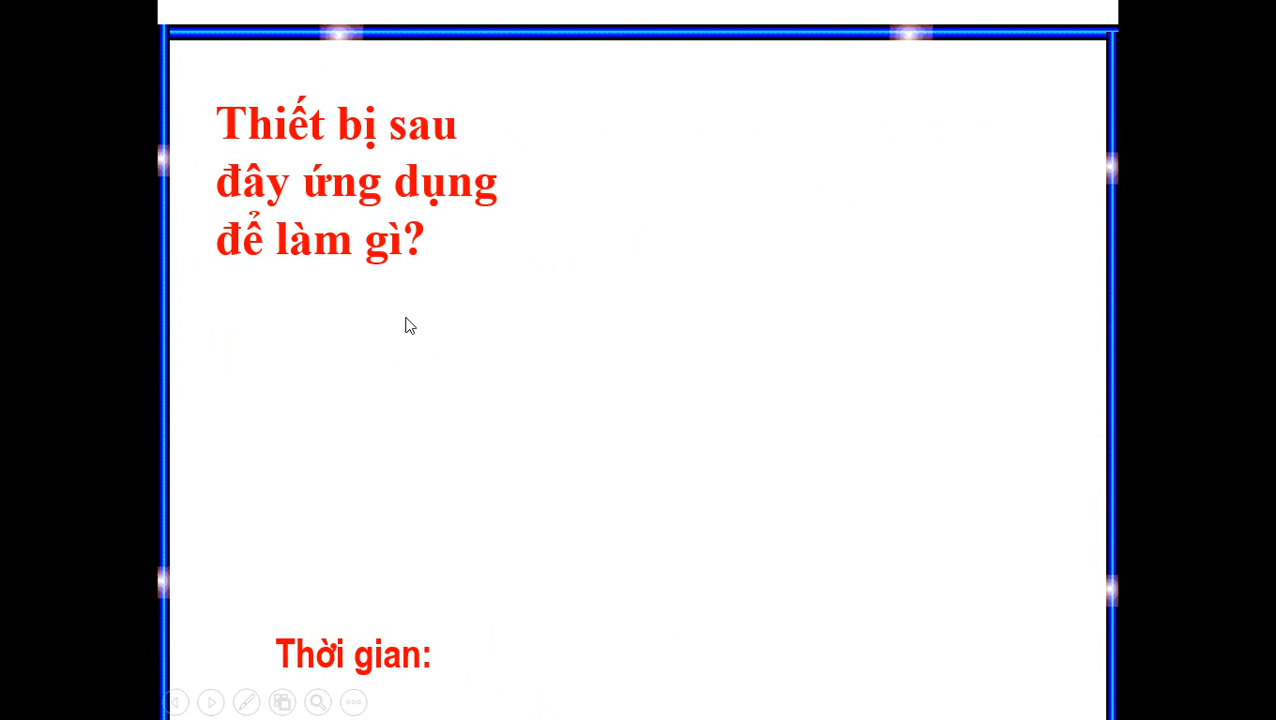 Thiết bị sau
đây ứng dụng
để làm gì?
Thời gian: